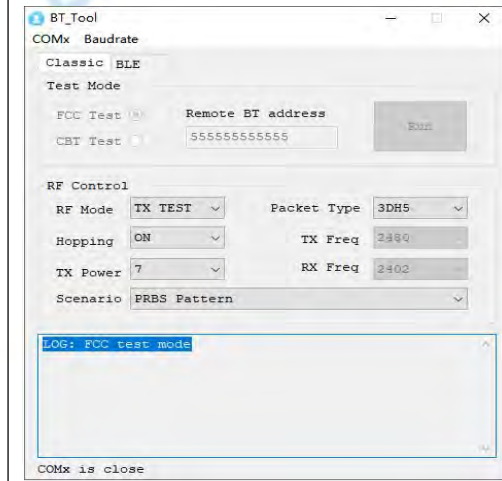 BT_Tool
COMx Baudrate
Classic BLE
Test Mode
FCC Test Remote BT address
CBT Test 555555555555 Run
RF Control
RF Mode TX TEST Packet Type 3DH5
Hopping ON TX Freq 2480
TX Power 7 RX Freq 2402
Scenario PRBS Pattern
LOG: FCC test mode
COMx is close